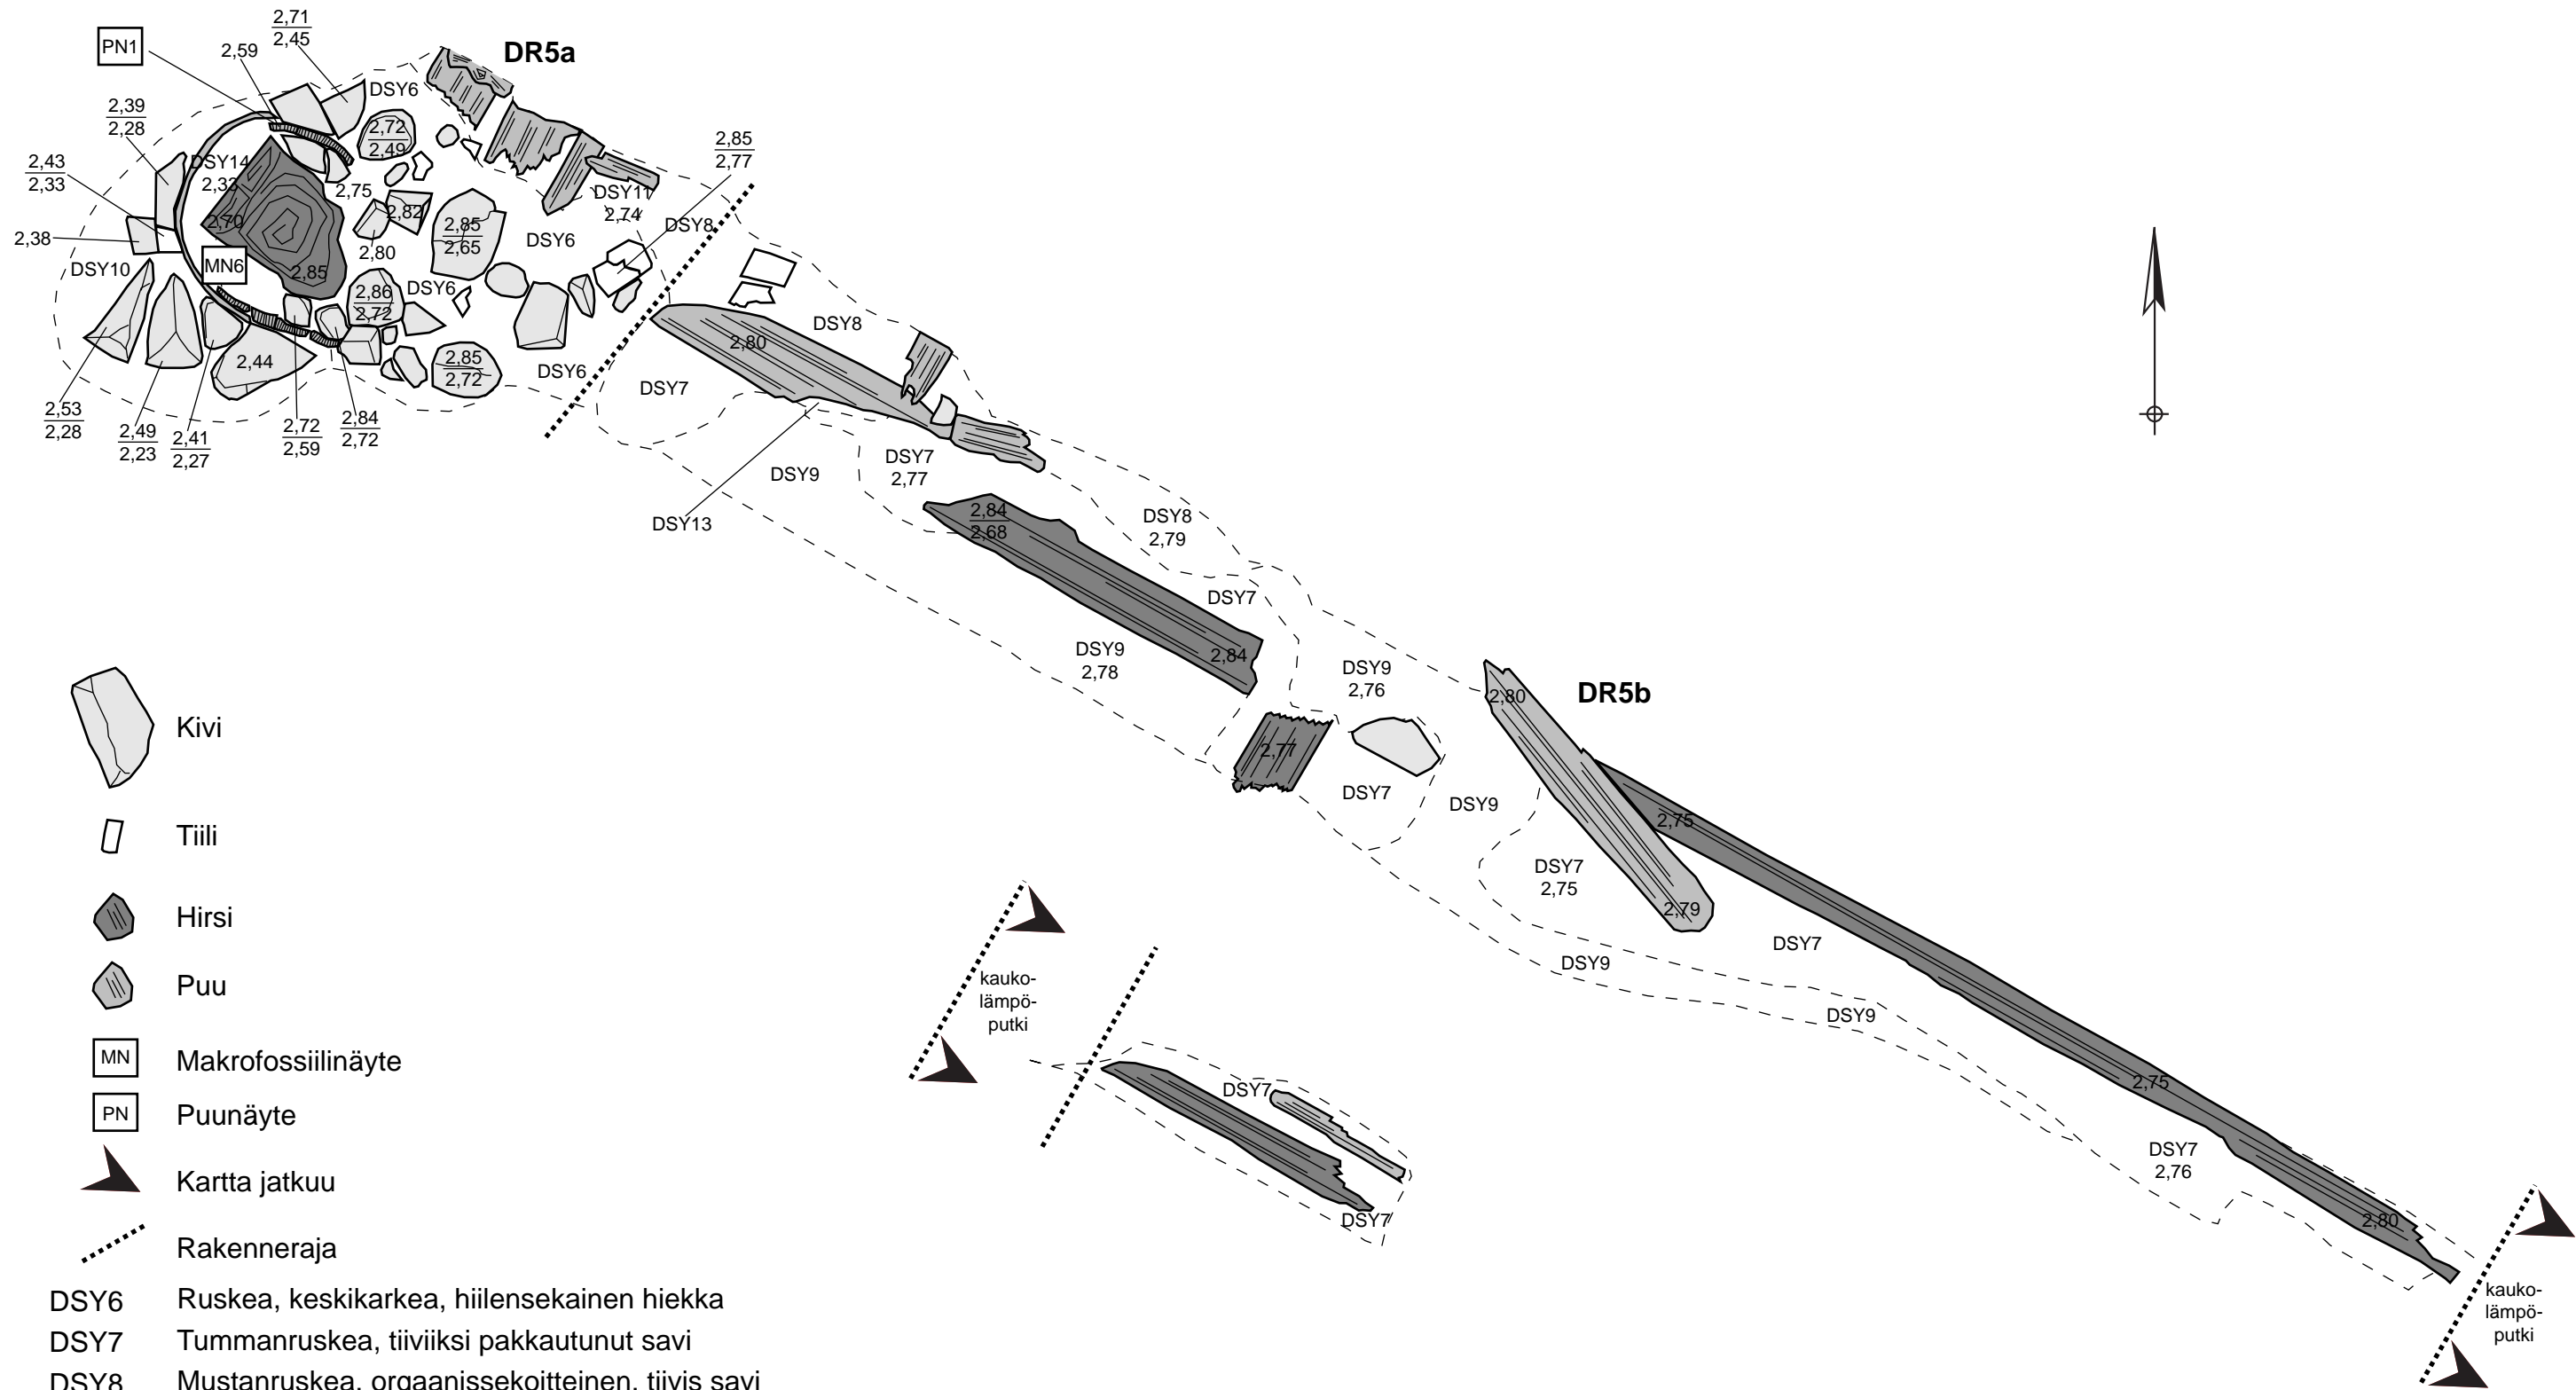 2,71
2,45
PN1
2,59
DR5a
DSY6
2,39
2,28
2,72
2,49
2,85
2,77
2,43
2,33
DSY14
2,33
2,75
DSY11
2,74
2,82
2,70
2,85
2,65
DSY6
DSY8
2,38
2,80
DSY10
MN6
2,85
DSY6
2,86
2,72
DSY8
2,80
2,44
2,85
2,72
DSY6
DSY7
2,53
2,28
2,49
2,23
2,41
2,27
2,72
2,59
2,84
2,72
DSY9
DSY7
2,77
DSY13
2,84
2,68
DSY8
2,79
DSY7
DSY9
2,78
2,84
DSY9
2,76
2,80
DR5b
2,77
DSY7
DSY9
2,75
DSY7
2,75
2,79
DSY7
DSY9
DSY9
2,75
DSY7
2,76
2,80
kauko-
lämpö-
putki
DSY7
DSY7
kauko-
lämpö-
putki
Kivi
Tiili
Hirsi
Puu
MN Makrofossiilinäyte
PN Puunäyte
Kartta jatkuu
Rakenneraja
DSY6 Ruskea, keskikarkea, hiilensekainen hiekka
DSY7 Tummanruskea, tiiviiksi pakkautunut savi
DSY8 Mustanruskea, orgaanissekoitteinen, tiivis savi